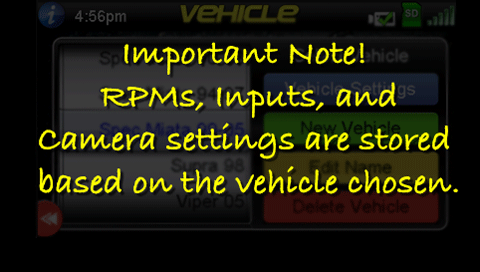 4:56pm VEHICLE SD
Important Note!
Vehicle Settings
RPMs, Inputs, and
New Vehicle
Camera settings are stored
Supra 98 Edit Name
based on the vehicle chosen.
Viper 05 Delete Vehicle